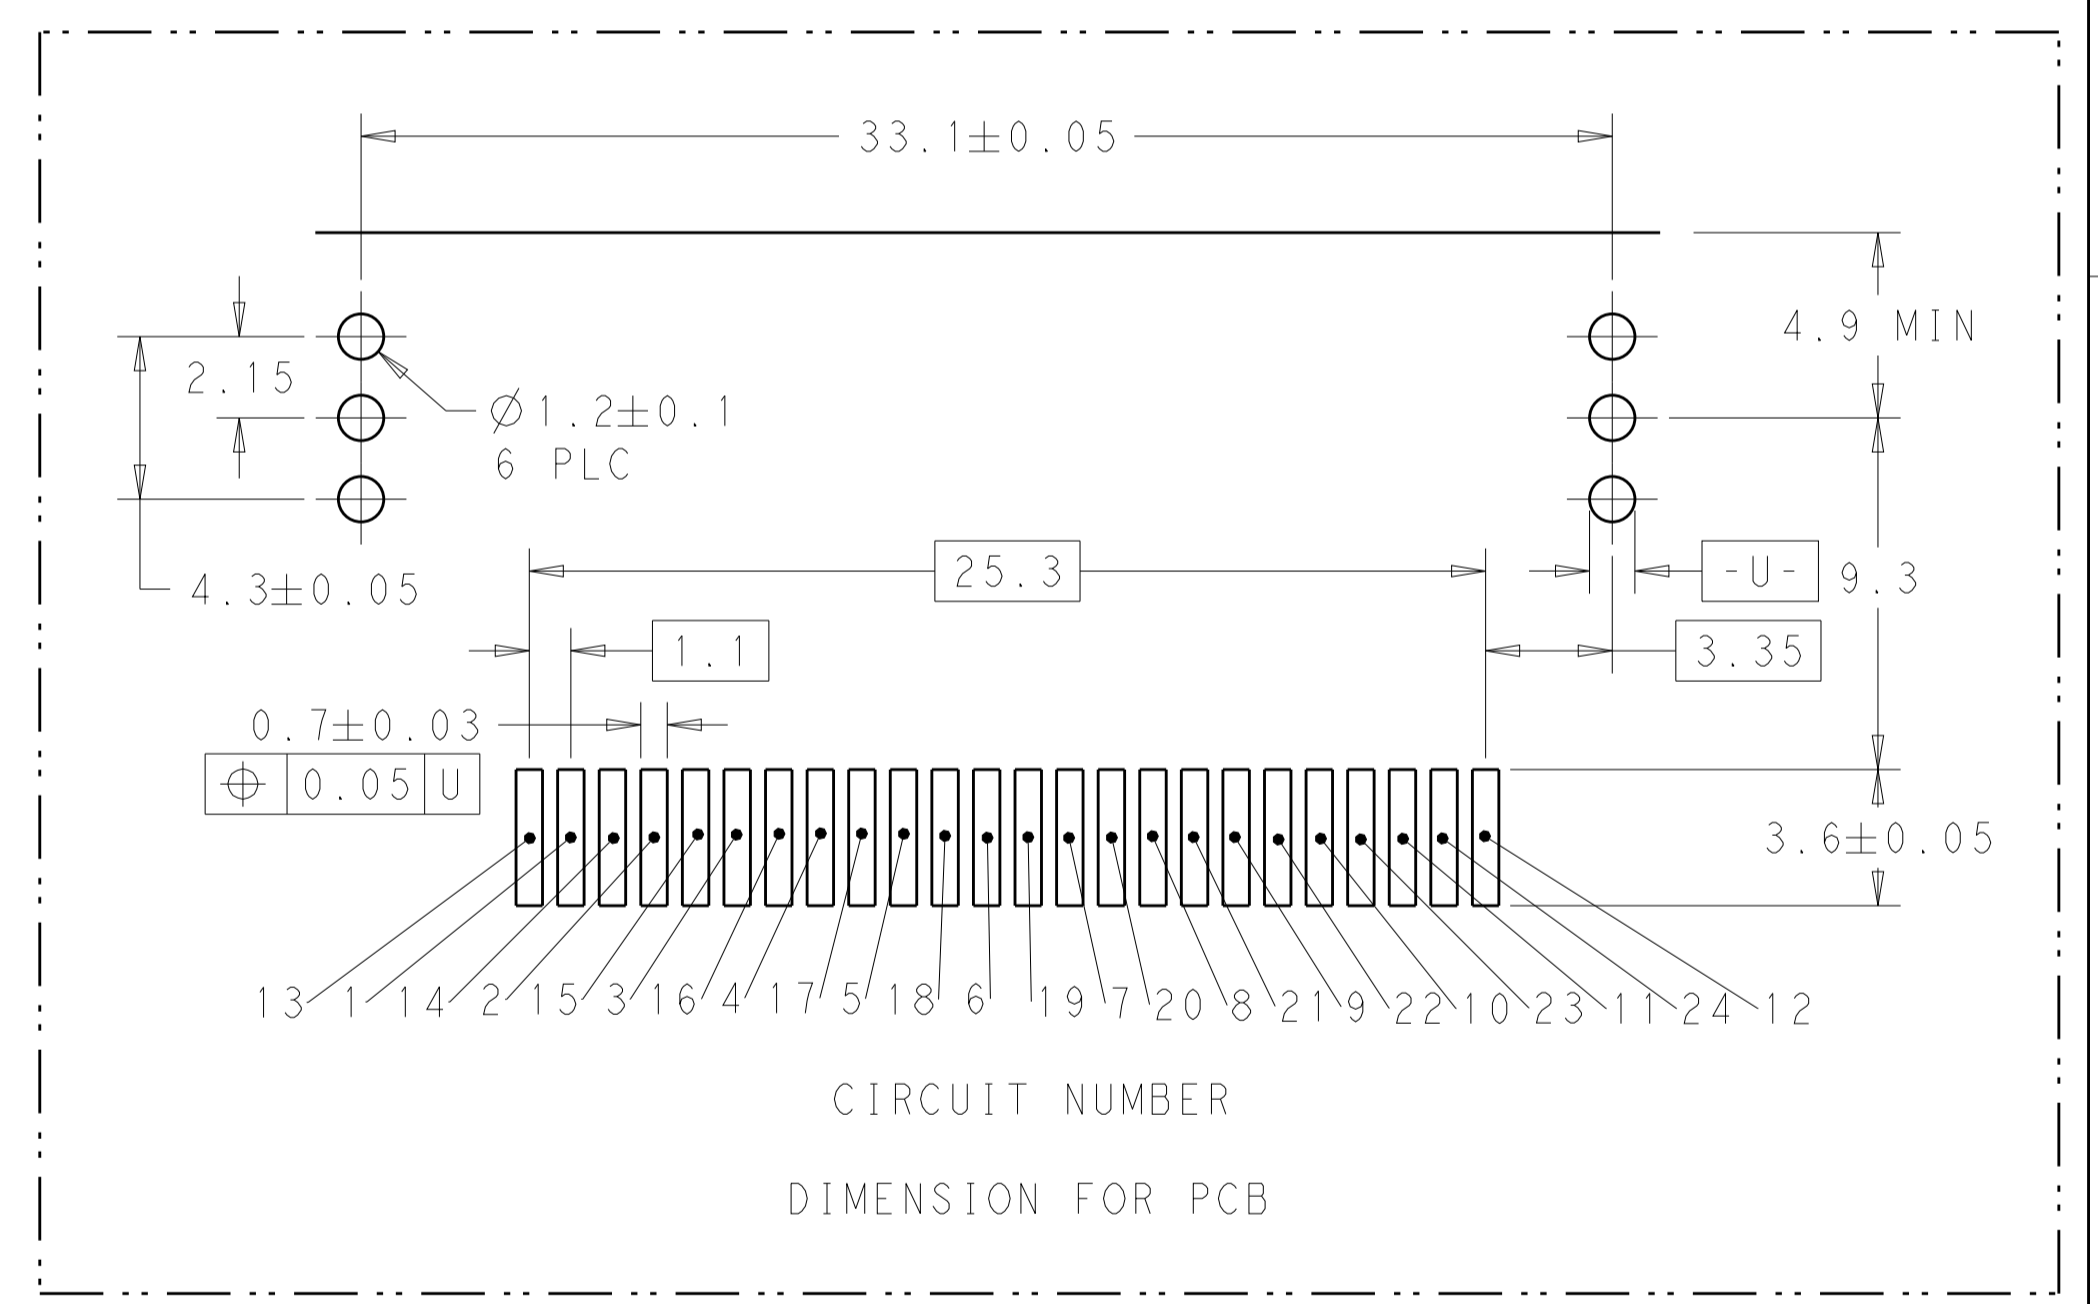 33.1±0.05
4.9 MIN
2.15
Ø1.2±0.1
6 PLC
25.3
-U-
9.3
4.3±0.05
1.1
3.35
0.7±0.03
⌖ 0.05 U
3.6±0.05
13 1 14 2 15 3 16 4 17 5 18 6 19 7 20 8 21 9 22 10 23 11 24 12
CIRCUIT NUMBER
DIMENSION FOR PCB